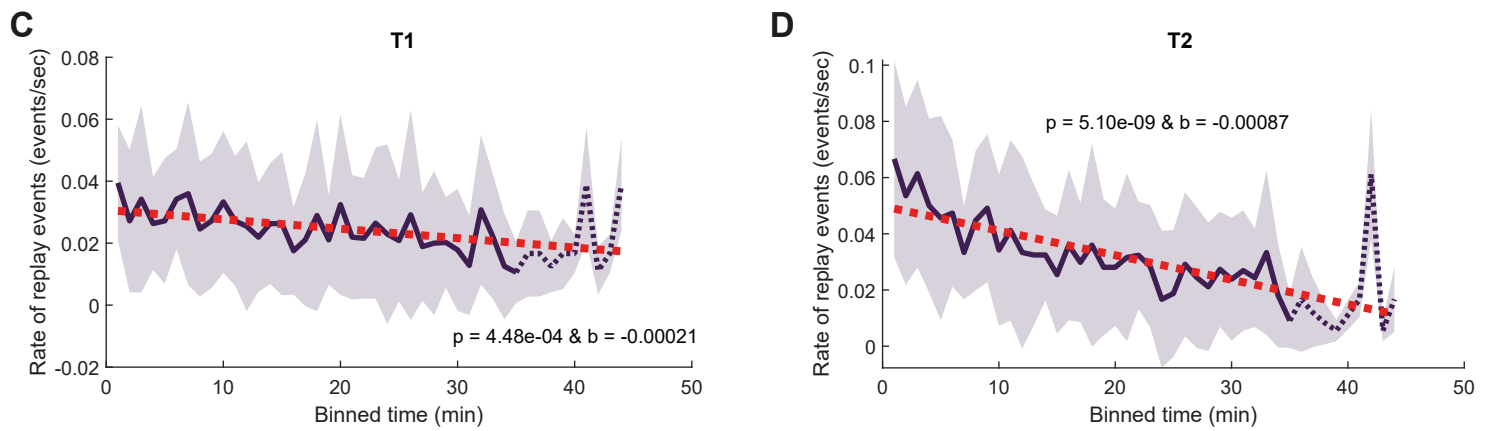 C
T1
Rate of replay events (events/sec)
0.08
0.06
0.04
0.02
0
-0.02
p = 4.48e-04 & b = -0.00021
0 10 20 30 40 50
Binned time (min)
D
T2
Rate of replay events (events/sec)
0.1
0.08
0.06
0.04
0.02
0
p = 5.10e-09 & b = -0.00087
0 10 20 30 40 50
Binned time (min)